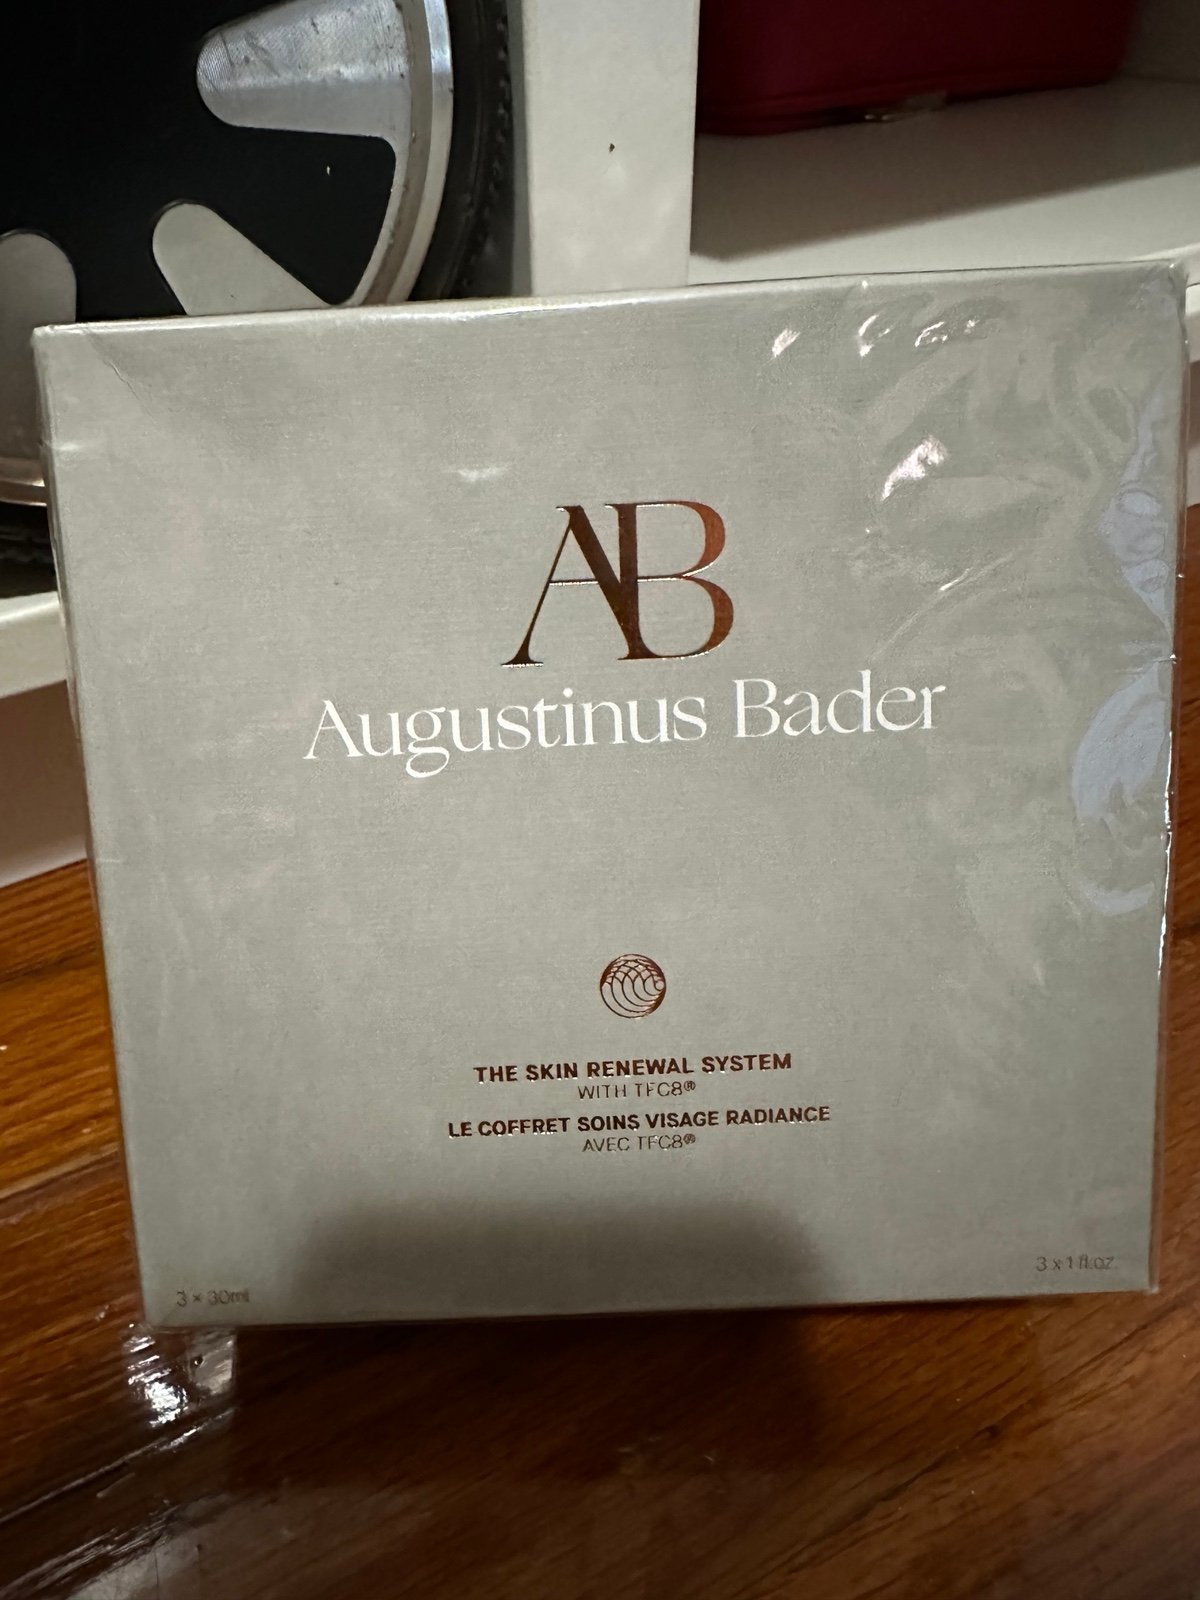 AB
Augustinus Bader
THE SKIN RENEWAL SYSTEM
WITH TFC8®
LE COFFRET SOINS VISAGE RADIANCE
AVEC TFC8®
3 x 1 fl.oz.
3 x 30ml